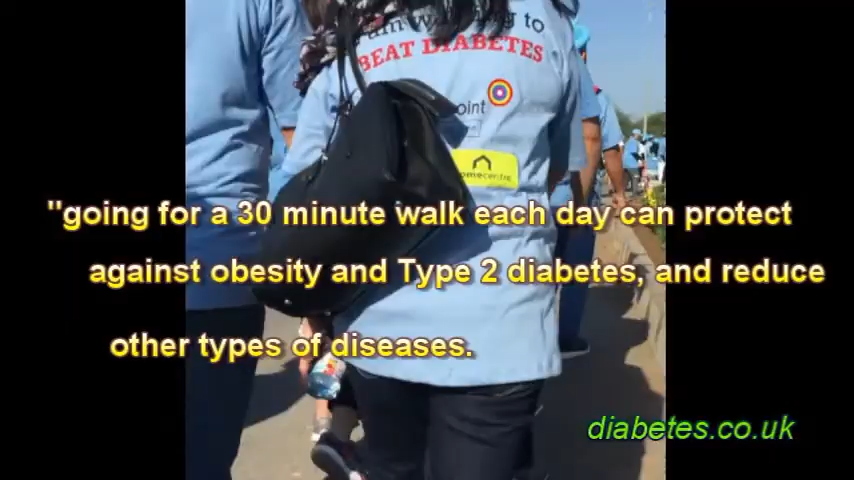 to
BEAT DIABETES
"going for a 30 minute walk each day can protect
against obesity and Type 2 diabetes, and reduce
other types of diseases.
diabetes.co.uk